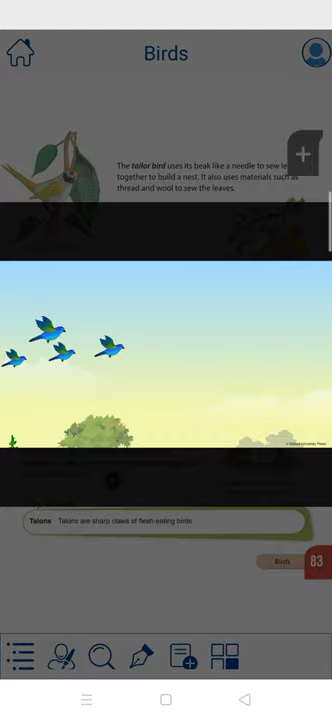 Birds
The tailor bird uses its beak like a needle to sew le
together to build a nest. It also uses materials such as
thread and wool to sew the leaves.
© Oxford University Press
Talons: Talons are sharp claws of flesh-eating birds
Birds 83